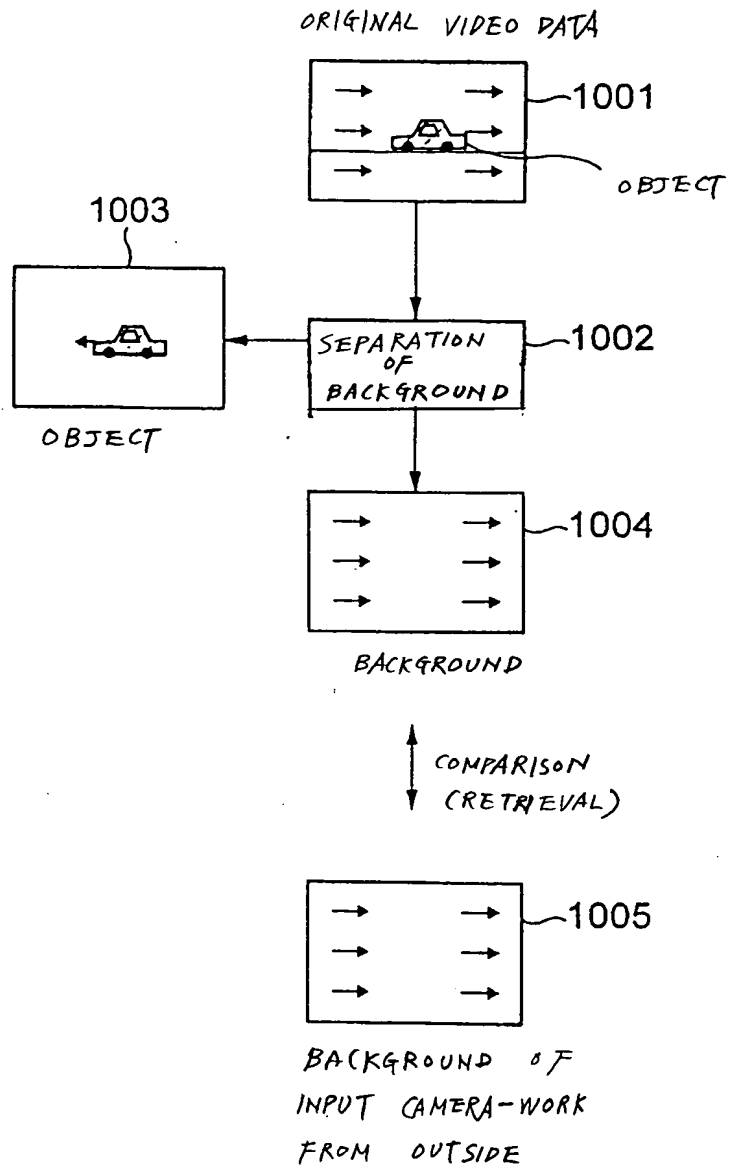 ORIGINAL VIDEO DATA
1001
OBJECT
1003
SEPARATION
OF
BACKGROUND
1002
OBJECT
1004
BACKGROUND
COMPARISON
(RETRIEVAL)
1005
BACKGROUND OF
INPUT CAMERA-WORK
FROM OUTSIDE